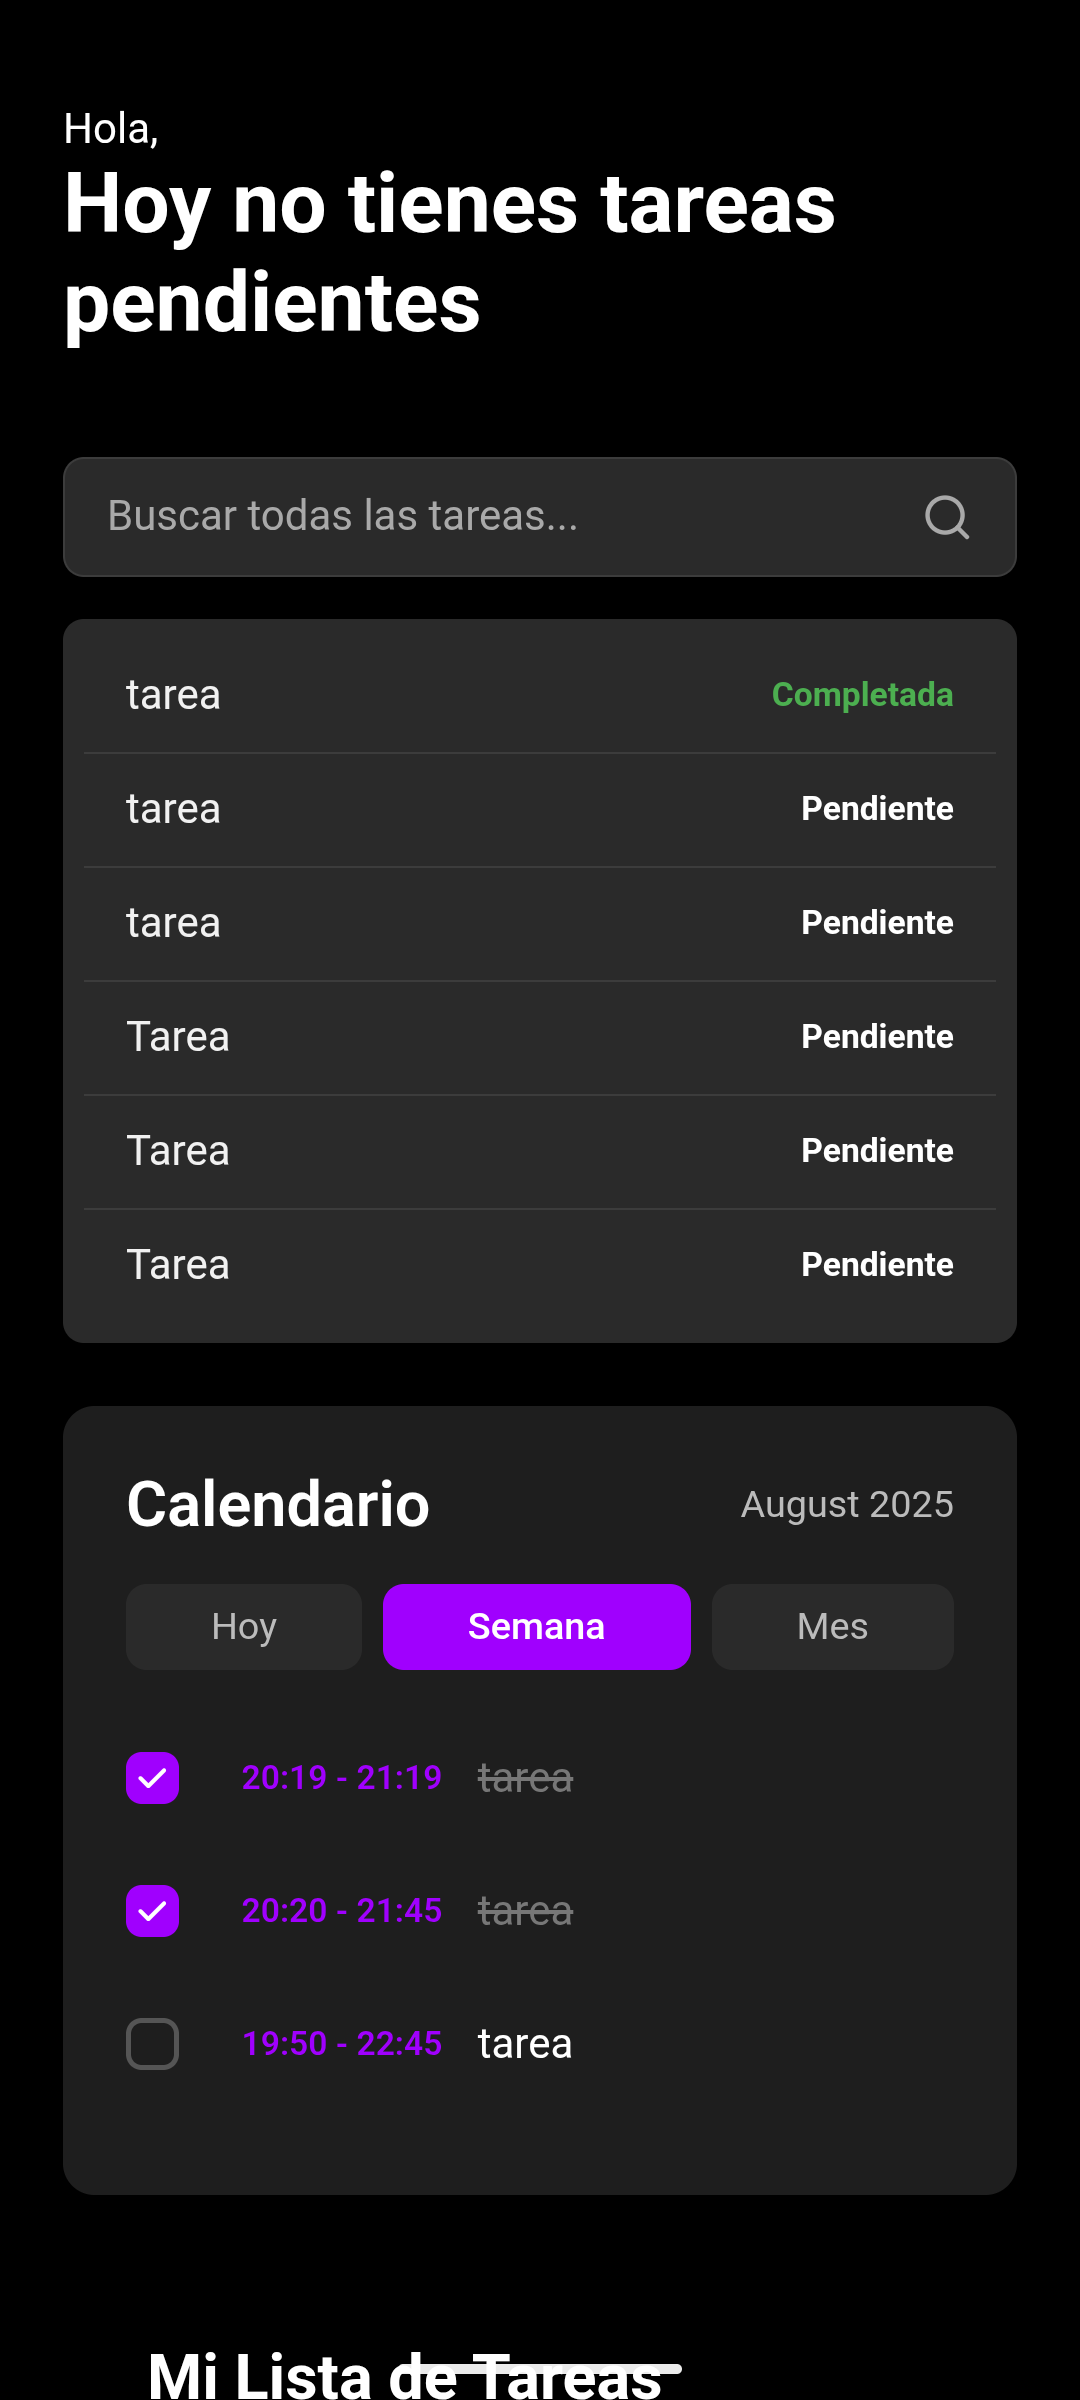 Hola,
Hoy no tienes tareas
pendientes
Buscar todas las tareas...
tarea Completada
tarea Pendiente
tarea Pendiente
Tarea Pendiente
Tarea Pendiente
Tarea Pendiente
Calendario August 2025
Hoy Semana Mes
20:19 - 21:19 tarea
20:20 - 21:45 tarea
19:50 - 22:45 tarea
Mi Lista de Tareas